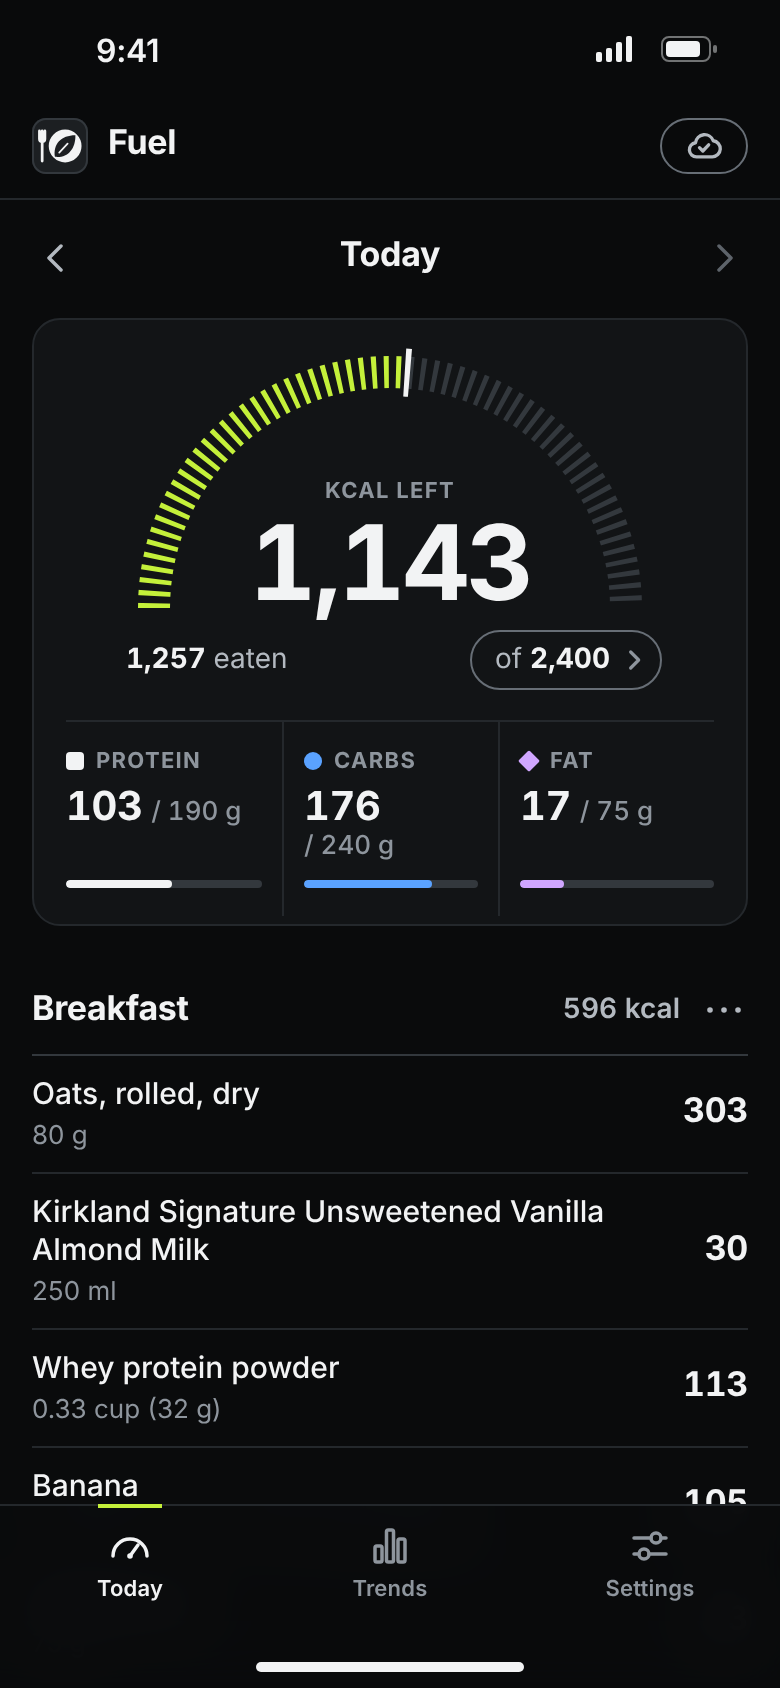 9:41
Fuel
Today
KCAL LEFT
1,143
1,257 eaten
of 2,400
PROTEIN
103 / 190 g
CARBS
176
/ 240 g
FAT
17 / 75 g
Breakfast
596 kcal
Oats, rolled, dry
80 g
303
Kirkland Signature Unsweetened Vanilla
Almond Milk
250 ml
30
Whey protein powder
0.33 cup (32 g)
113
Banana
105
Today
Trends
Settings